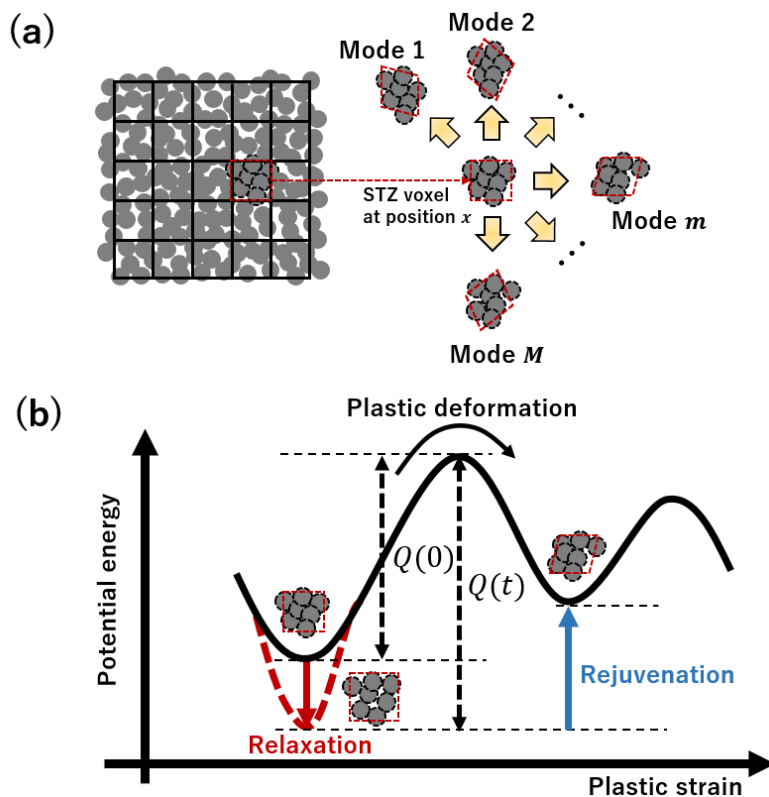 (a)
Mode 2
Mode 1
STZ voxel
at position x
Mode m
Mode M
(b)
Plastic deformation
Potential energy
Q(0)
Q(t)
Rejuvenation
Relaxation
Plastic strain